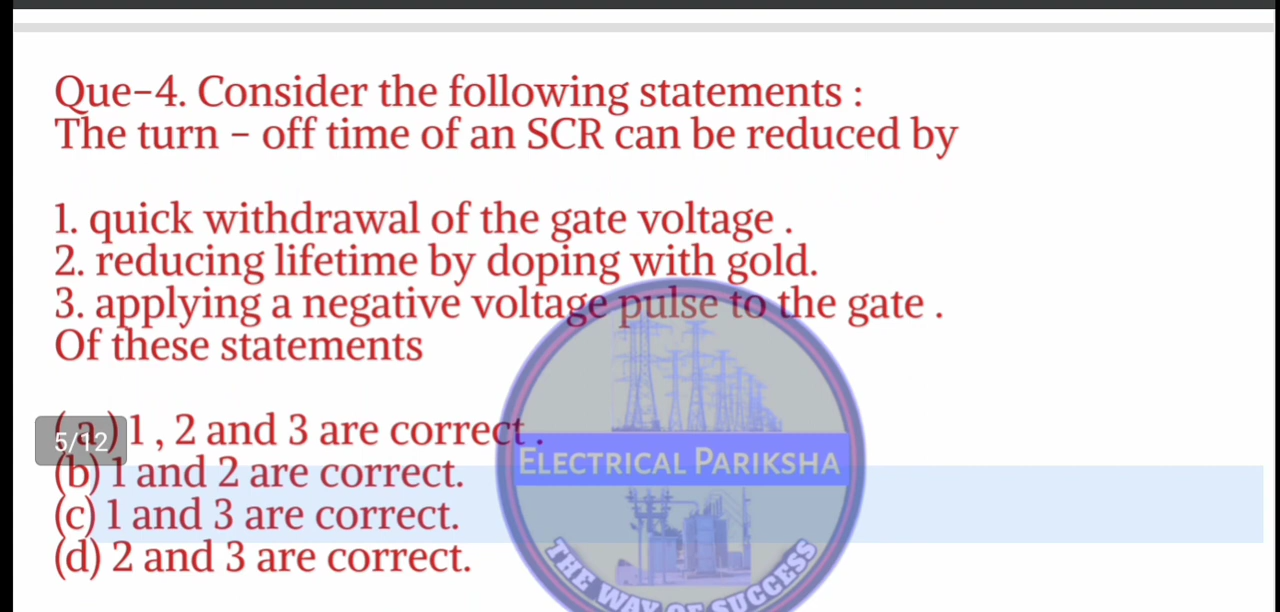 Que-4. Consider the following statements :
The turn - off time of an SCR can be reduced by
1. quick withdrawal of the gate voltage .
2. reducing lifetime by doping with gold.
3. applying a negative voltage pulse to the gate .
Of these statements
(a) 1 , 2 and 3 are correct .
5/12
(b) 1 and 2 are correct.
(c) 1 and 3 are correct.
(d) 2 and 3 are correct.
ELECTRICAL PARIKSHA
THE WAY OF SUCCESS